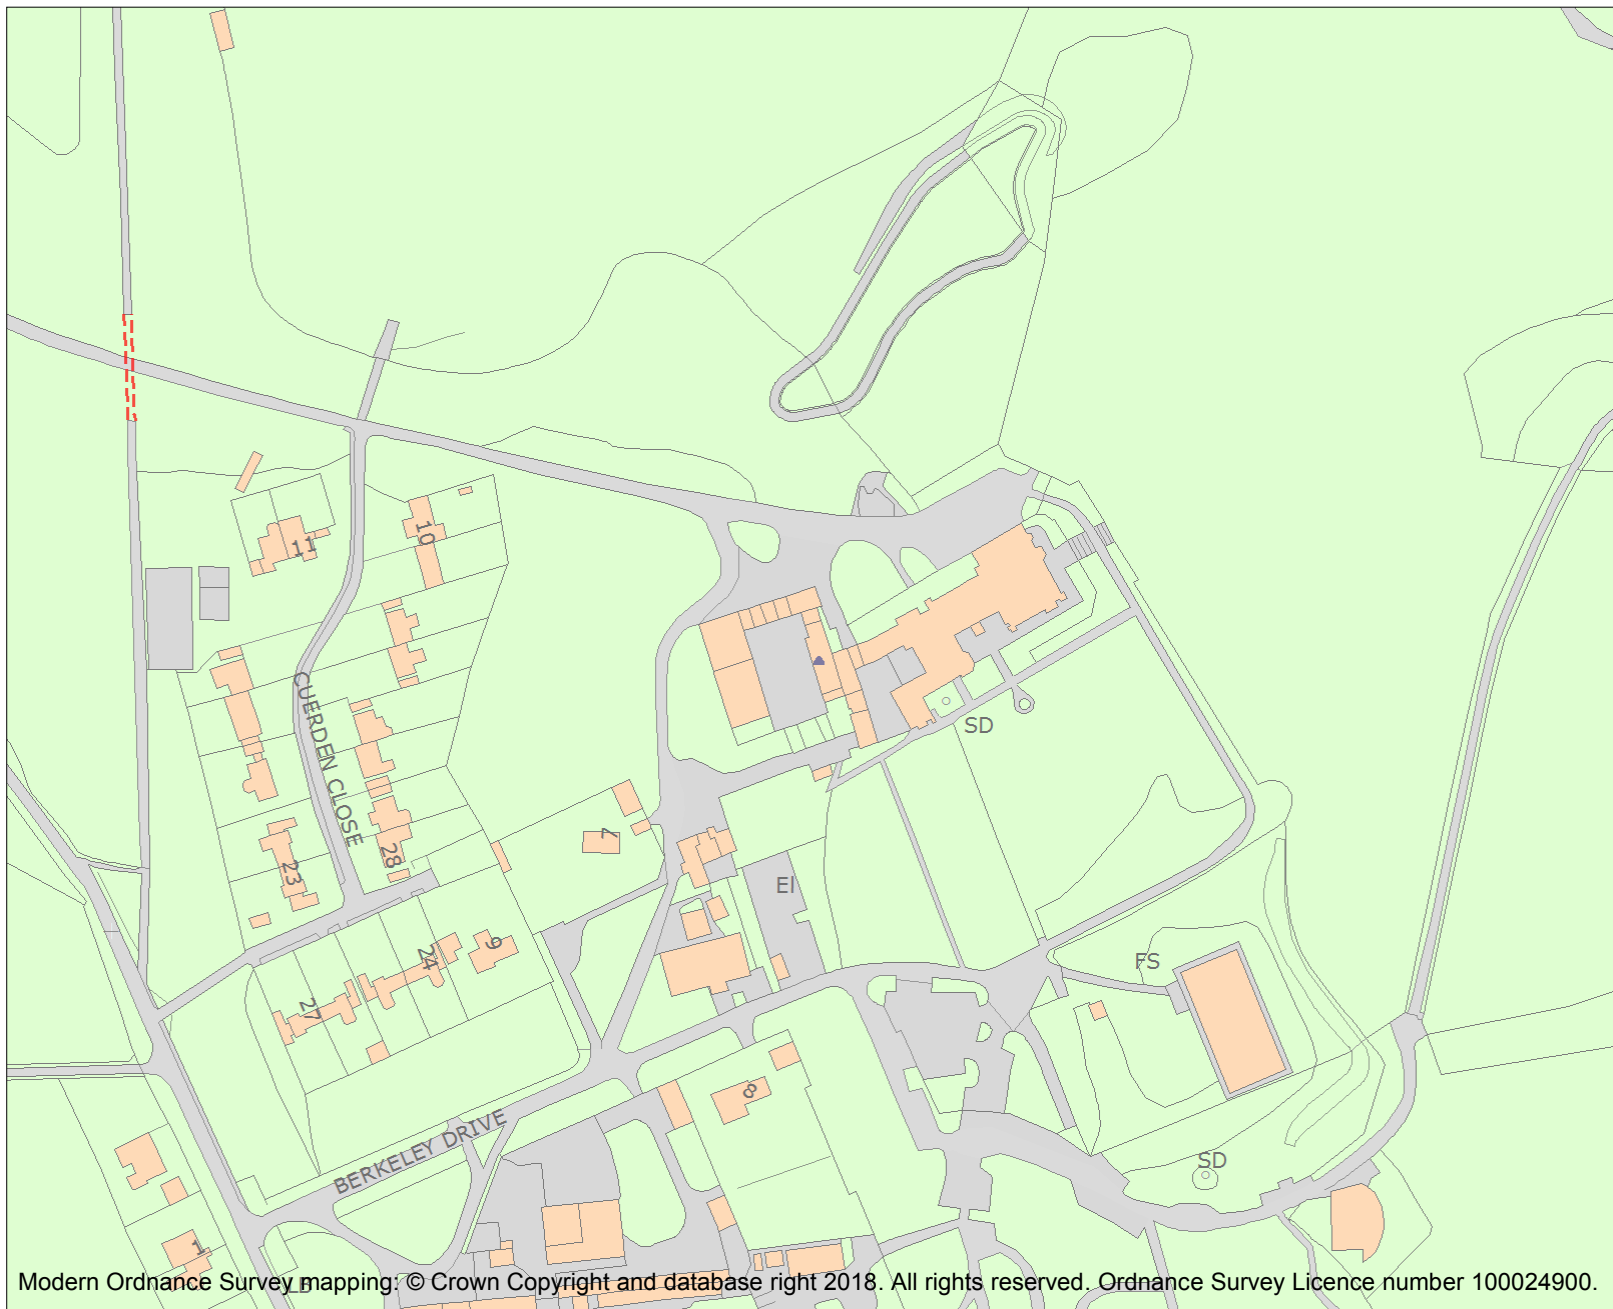 10
11
CUERDEN CLOSE
SD
7
28
23
EI
24
9
FS
27
8
BERKELEY DRIVE
SD
1
LB
Modern Ordnance Survey mapping: © Crown Copyright and database right 2018. All rights reserved. Ordnance Survey Licence number 100024900.